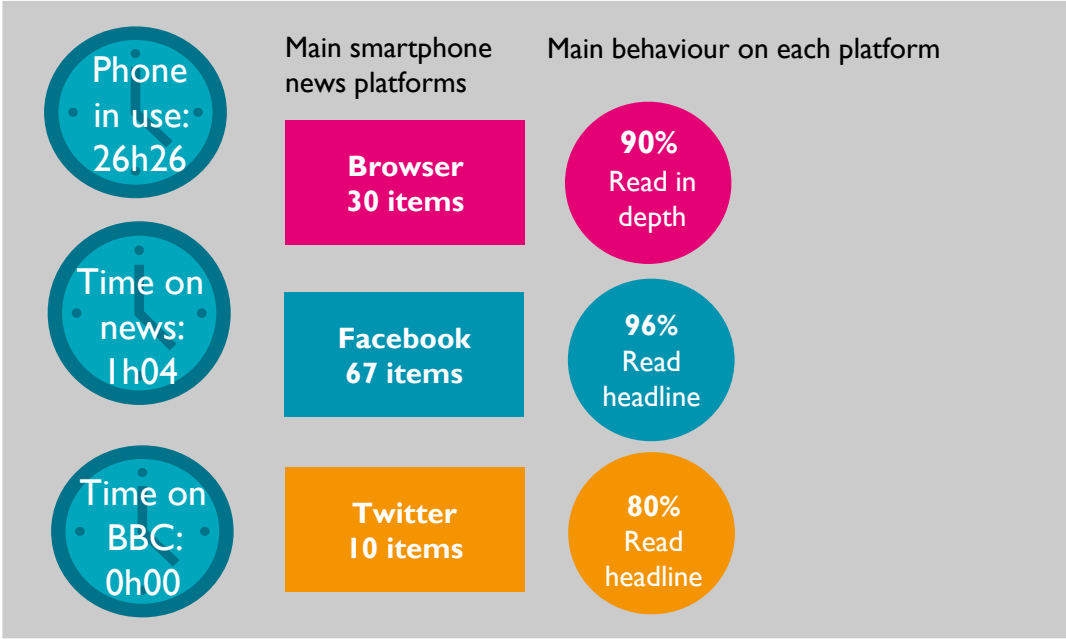 Phone
in use:
26h26
Time on
news:
1h04
Time on
BBC:
0h00
Main smartphone
news platforms
Browser
30 items
Facebook
67 items
Twitter
10 items
Main behaviour on each platform
90%
Read in
depth
96%
Read
headline
80%
Read
headline